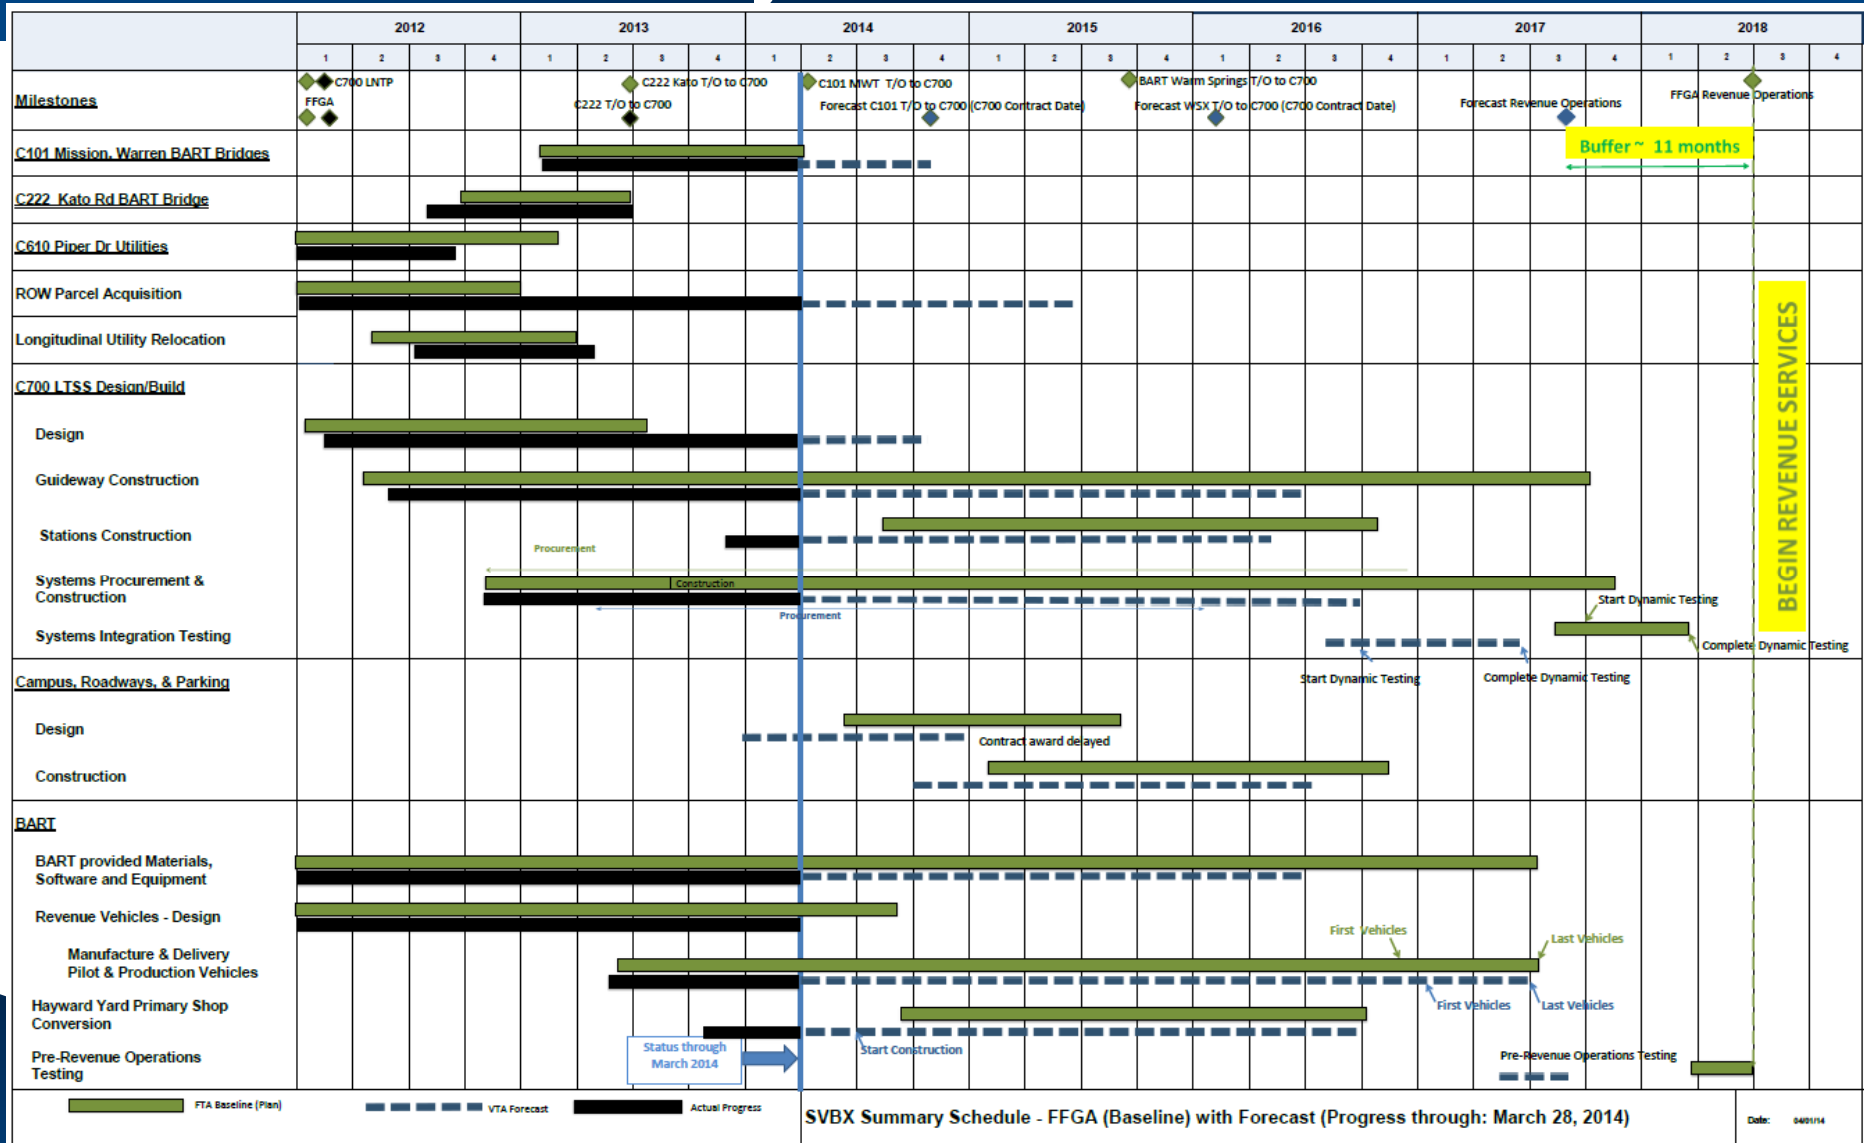 2012 2013 2014 2015 2016 2017 2018
1 2 3 4 1 2 3 4 1 2 3 4 1 2 3 4 1 2 3 4 1 2 3 4 1 2 3 4
Milestones
C700 LNTP
C222 Kato T/O to C700
C101 MWT T/O to C700
BART Warm Springs T/O to C700
FFGA Revenue Operations
FFGA
C222 T/O to C700
Forecast C101 T/O to C700 (C700 Contract Date)
Forecast WSX T/O to C700 (C700 Contract Date)
Forecast Revenue Operations
C101 Mission, Warren BART Bridges
Buffer ~ 11 months
C222 Kato Rd BART Bridge
C610 Piper Dr Utilities
ROW Parcel Acquisition
Longitudinal Utility Relocation
BEGIN REVENUE SERVICES
C700 LTSS Design/Build
Design
Guideway Construction
Stations Construction
Procurement
Systems Procurement &
Construction
Construction
Procurement
Start Dynamic Testing
Systems Integration Testing
Complete Dynamic Testing
Start Dynamic Testing
Complete Dynamic Testing
Campus, Roadways, & Parking
Design
Contract award delayed
Construction
BART
BART provided Materials,
Software and Equipment
Revenue Vehicles - Design
First Vehicles
Last Vehicles
Manufacture & Delivery
Pilot & Production Vehicles
First Vehicles
Last Vehicles
Hayward Yard Primary Shop
Conversion
Start Construction
Status through
March 2014
Pre-Revenue Operations
Testing
Pre-Revenue Operations Testing
FTA Baseline (Plan)
VTA Forecast
Actual Progress
SVBX Summary Schedule - FFGA (Baseline) with Forecast (Progress through: March 28, 2014)
Date: 04/01/14